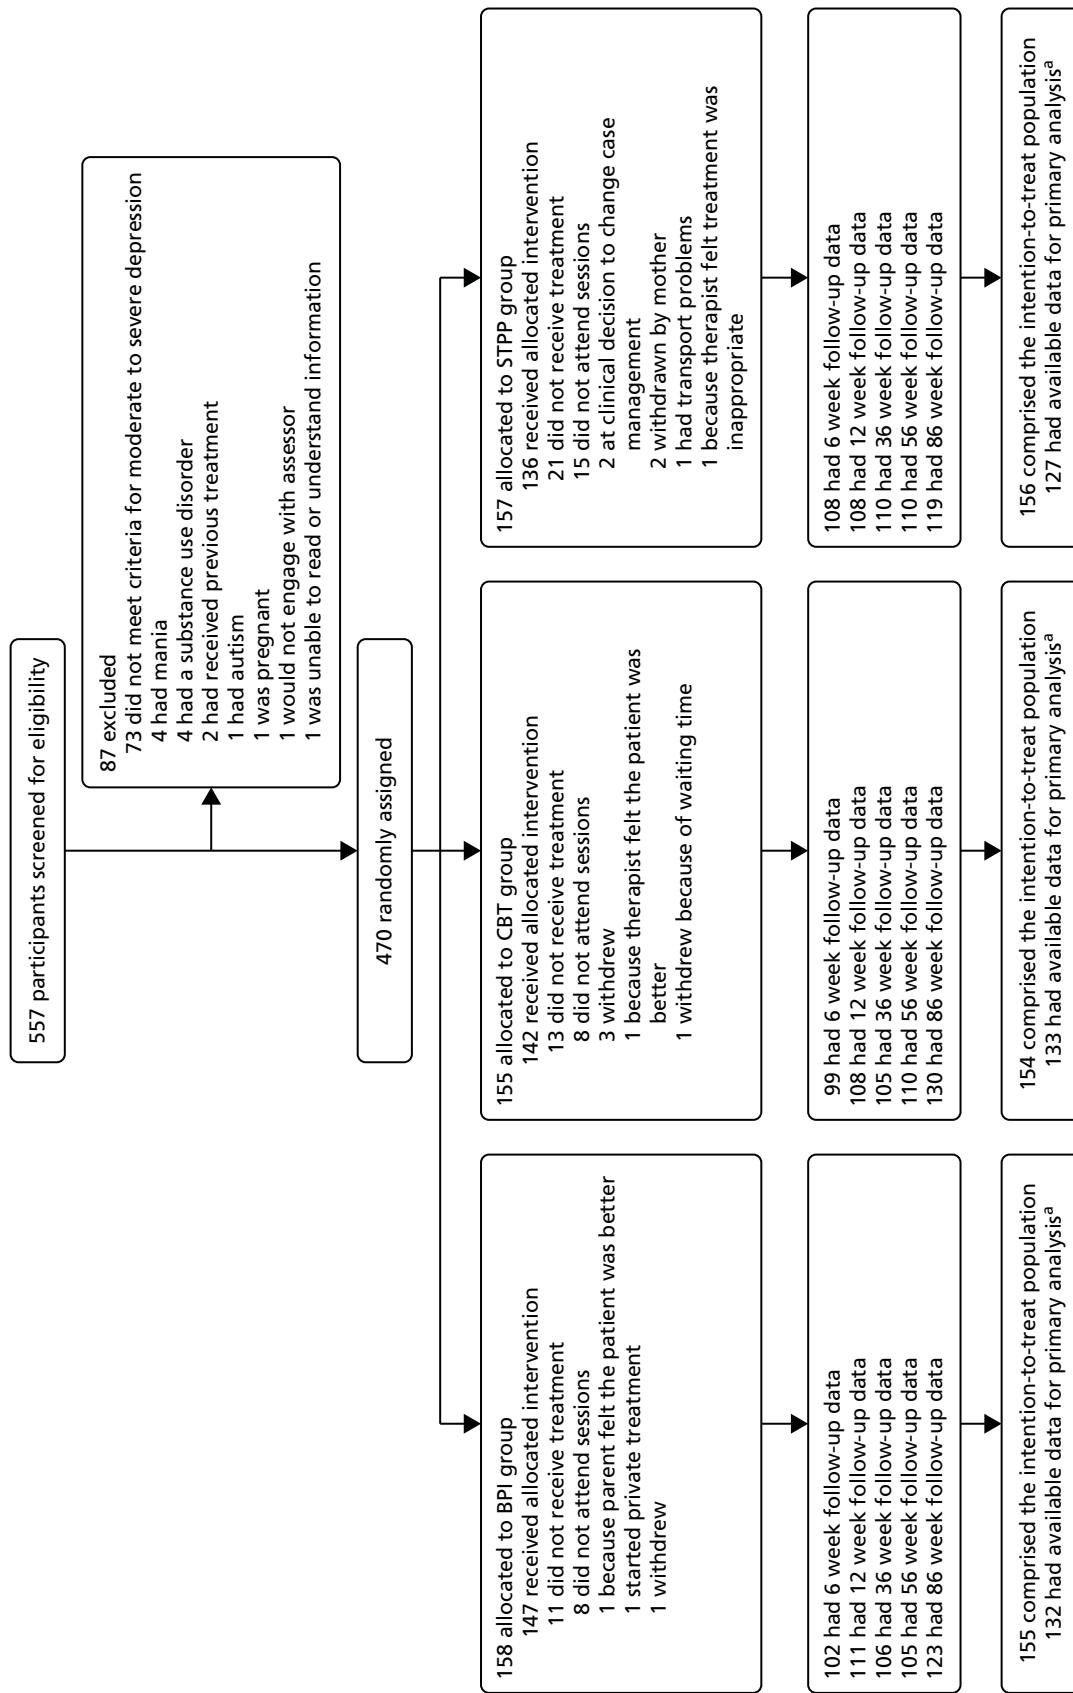 557 participants screened for eligibility
87 excluded
73 did not meet criteria for moderate to severe depression
4 had mania
4 had a substance use disorder
2 had received previous treatment
1 had autism
1 was pregnant
1 would not engage with assessor
1 was unable to read or understand information
470 randomly assigned
158 allocated to BPI group
147 received allocated intervention
11 did not receive treatment
8 did not attend sessions
1 because parent felt the patient was better
1 started private treatment
1 withdrew
155 allocated to CBT group
142 received allocated intervention
13 did not receive treatment
8 did not attend sessions
3 withdrew
1 because therapist felt the patient was
better
1 withdrew because of waiting time
157 allocated to STPP group
136 received allocated intervention
21 did not receive treatment
15 did not attend sessions
2 at clinical decision to change case
management
2 withdrawn by mother
1 had transport problems
1 because therapist felt treatment was
inappropriate
102 had 6 week follow-up data
111 had 12 week follow-up data
106 had 36 week follow-up data
105 had 56 week follow-up data
123 had 86 week follow-up data
99 had 6 week follow-up data
108 had 12 week follow-up data
105 had 36 week follow-up data
110 had 56 week follow-up data
130 had 86 week follow-up data
108 had 6 week follow-up data
108 had 12 week follow-up data
110 had 36 week follow-up data
110 had 56 week follow-up data
119 had 86 week follow-up data
155 comprised the intention-to-treat population
132 had available data for primary analysisᵃ
154 comprised the intention-to-treat population
133 had available data for primary analysisᵃ
156 comprised the intention-to-treat population
127 had available data for primary analysisᵃ